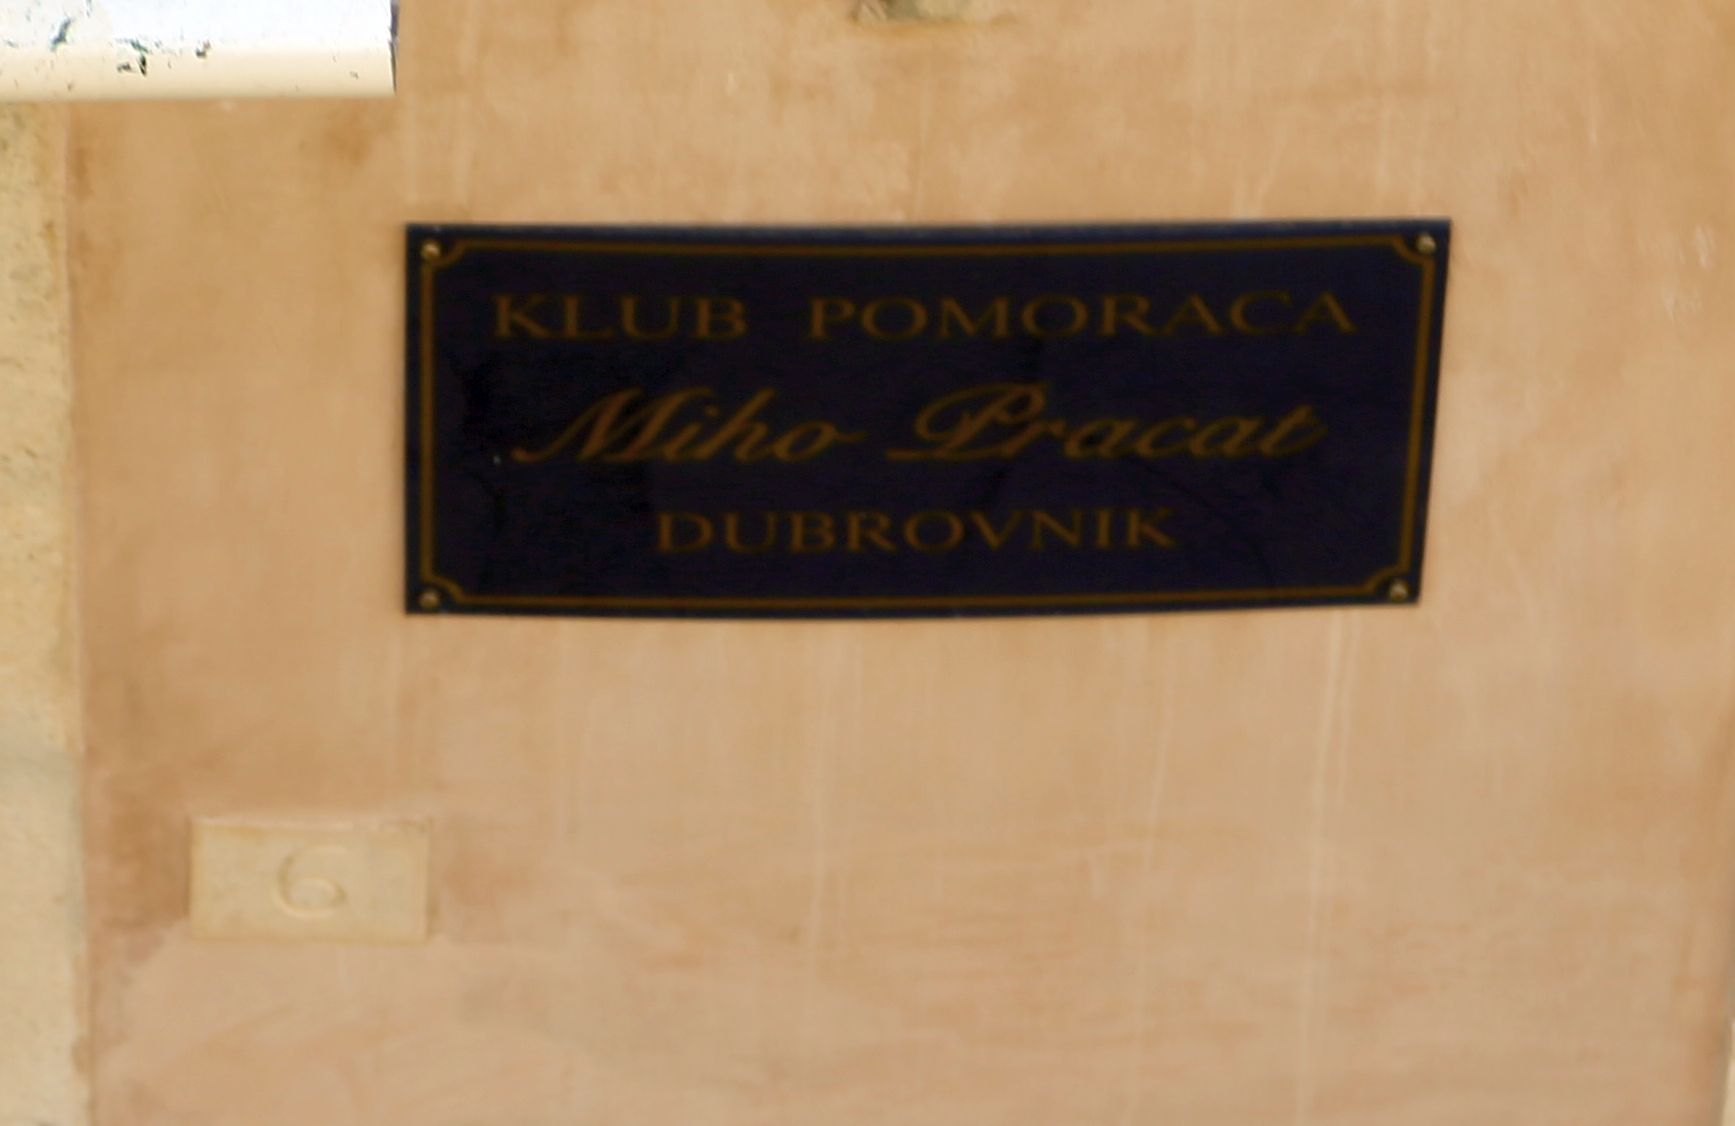 KLUB POMORACA
Miho Pracat
DUBROVNIK
6